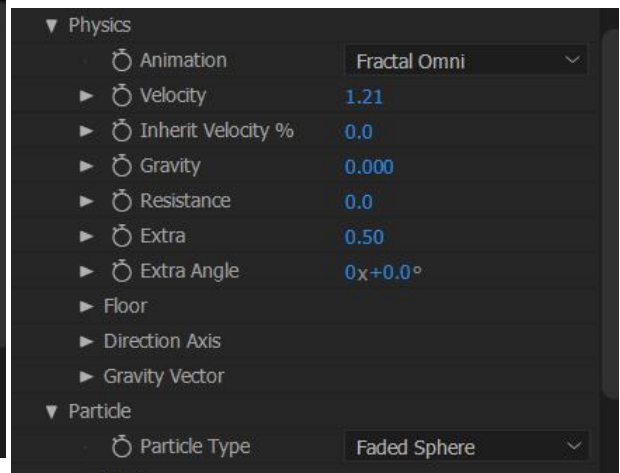 Physics
Animation Fractal Omni
Velocity 1.21
Inherit Velocity % 0.0
Gravity 0.000
Resistance 0.0
Extra 0.50
Extra Angle 0x+0.0°
Floor
Direction Axis
Gravity Vector
Particle
Particle Type Faded Sphere